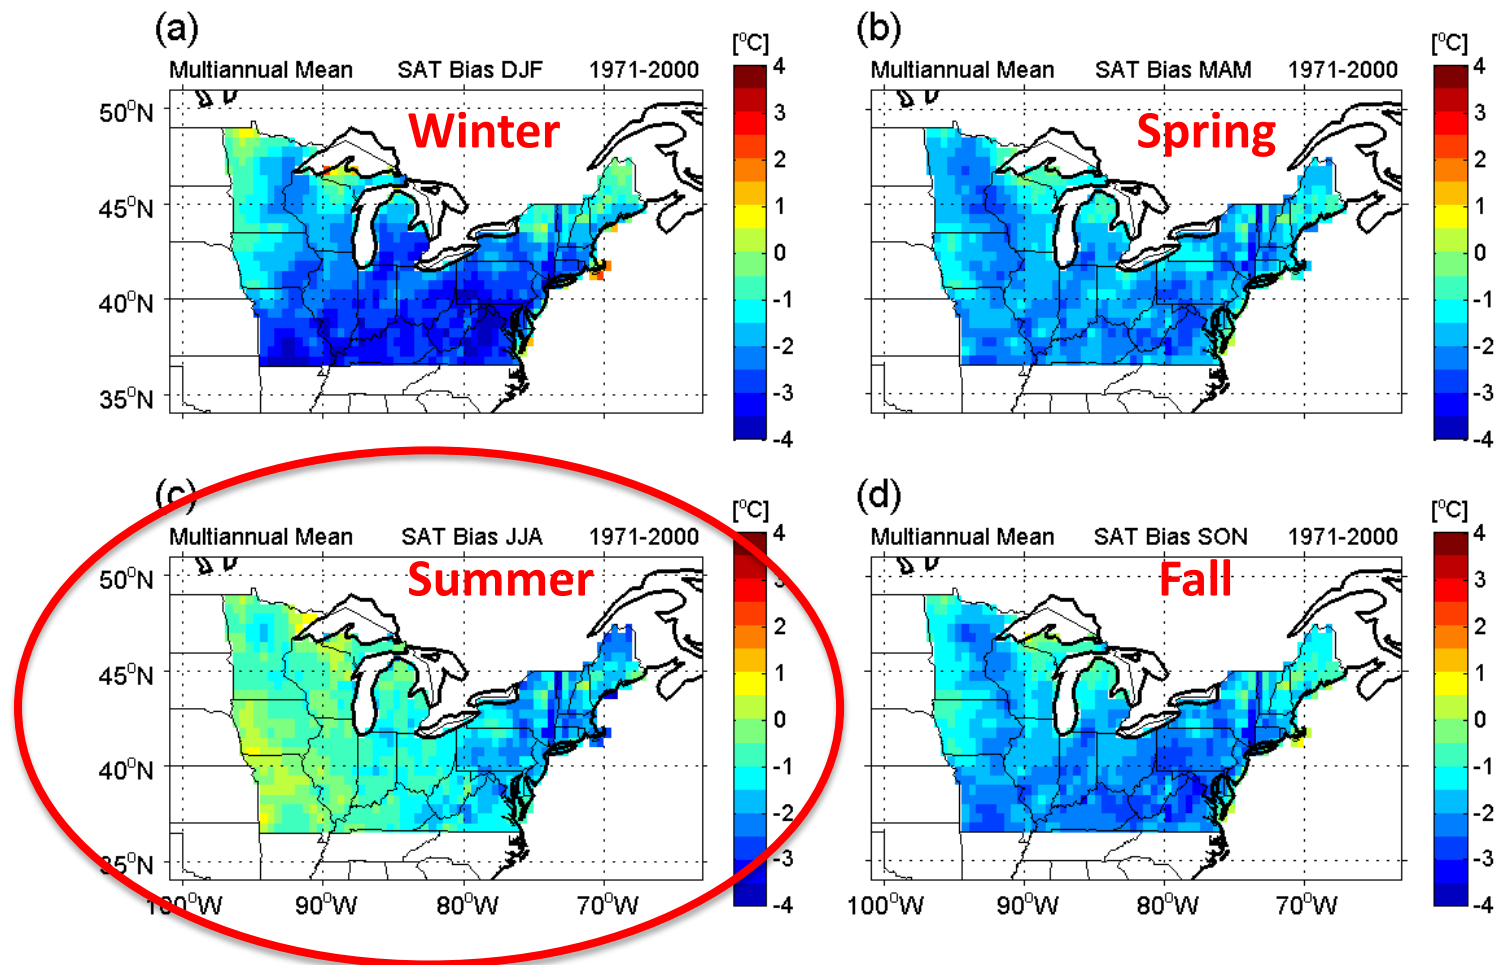 (a)
[°C]
Multiannual Mean SAT Bias DJF 1971-2000
Winter
50°N
45°N
40°N
35°N
4
3
2
1
0
-1
-2
-3
-4
(b)
[°C]
Multiannual Mean SAT Bias MAM 1971-2000
Spring
4
3
2
1
0
-1
-2
-3
-4
(c)
[°C]
Multiannual Mean SAT Bias JJA 1971-2000
Summer
50°N
45°N
40°N
35°N
100°W 90°W 80°W 70°W
4
3
2
1
0
-1
-2
-3
-4
(d)
[°C]
Multiannual Mean SAT Bias SON 1971-2000
Fall
100°W 90°W 80°W 70°W
4
3
2
1
0
-1
-2
-3
-4